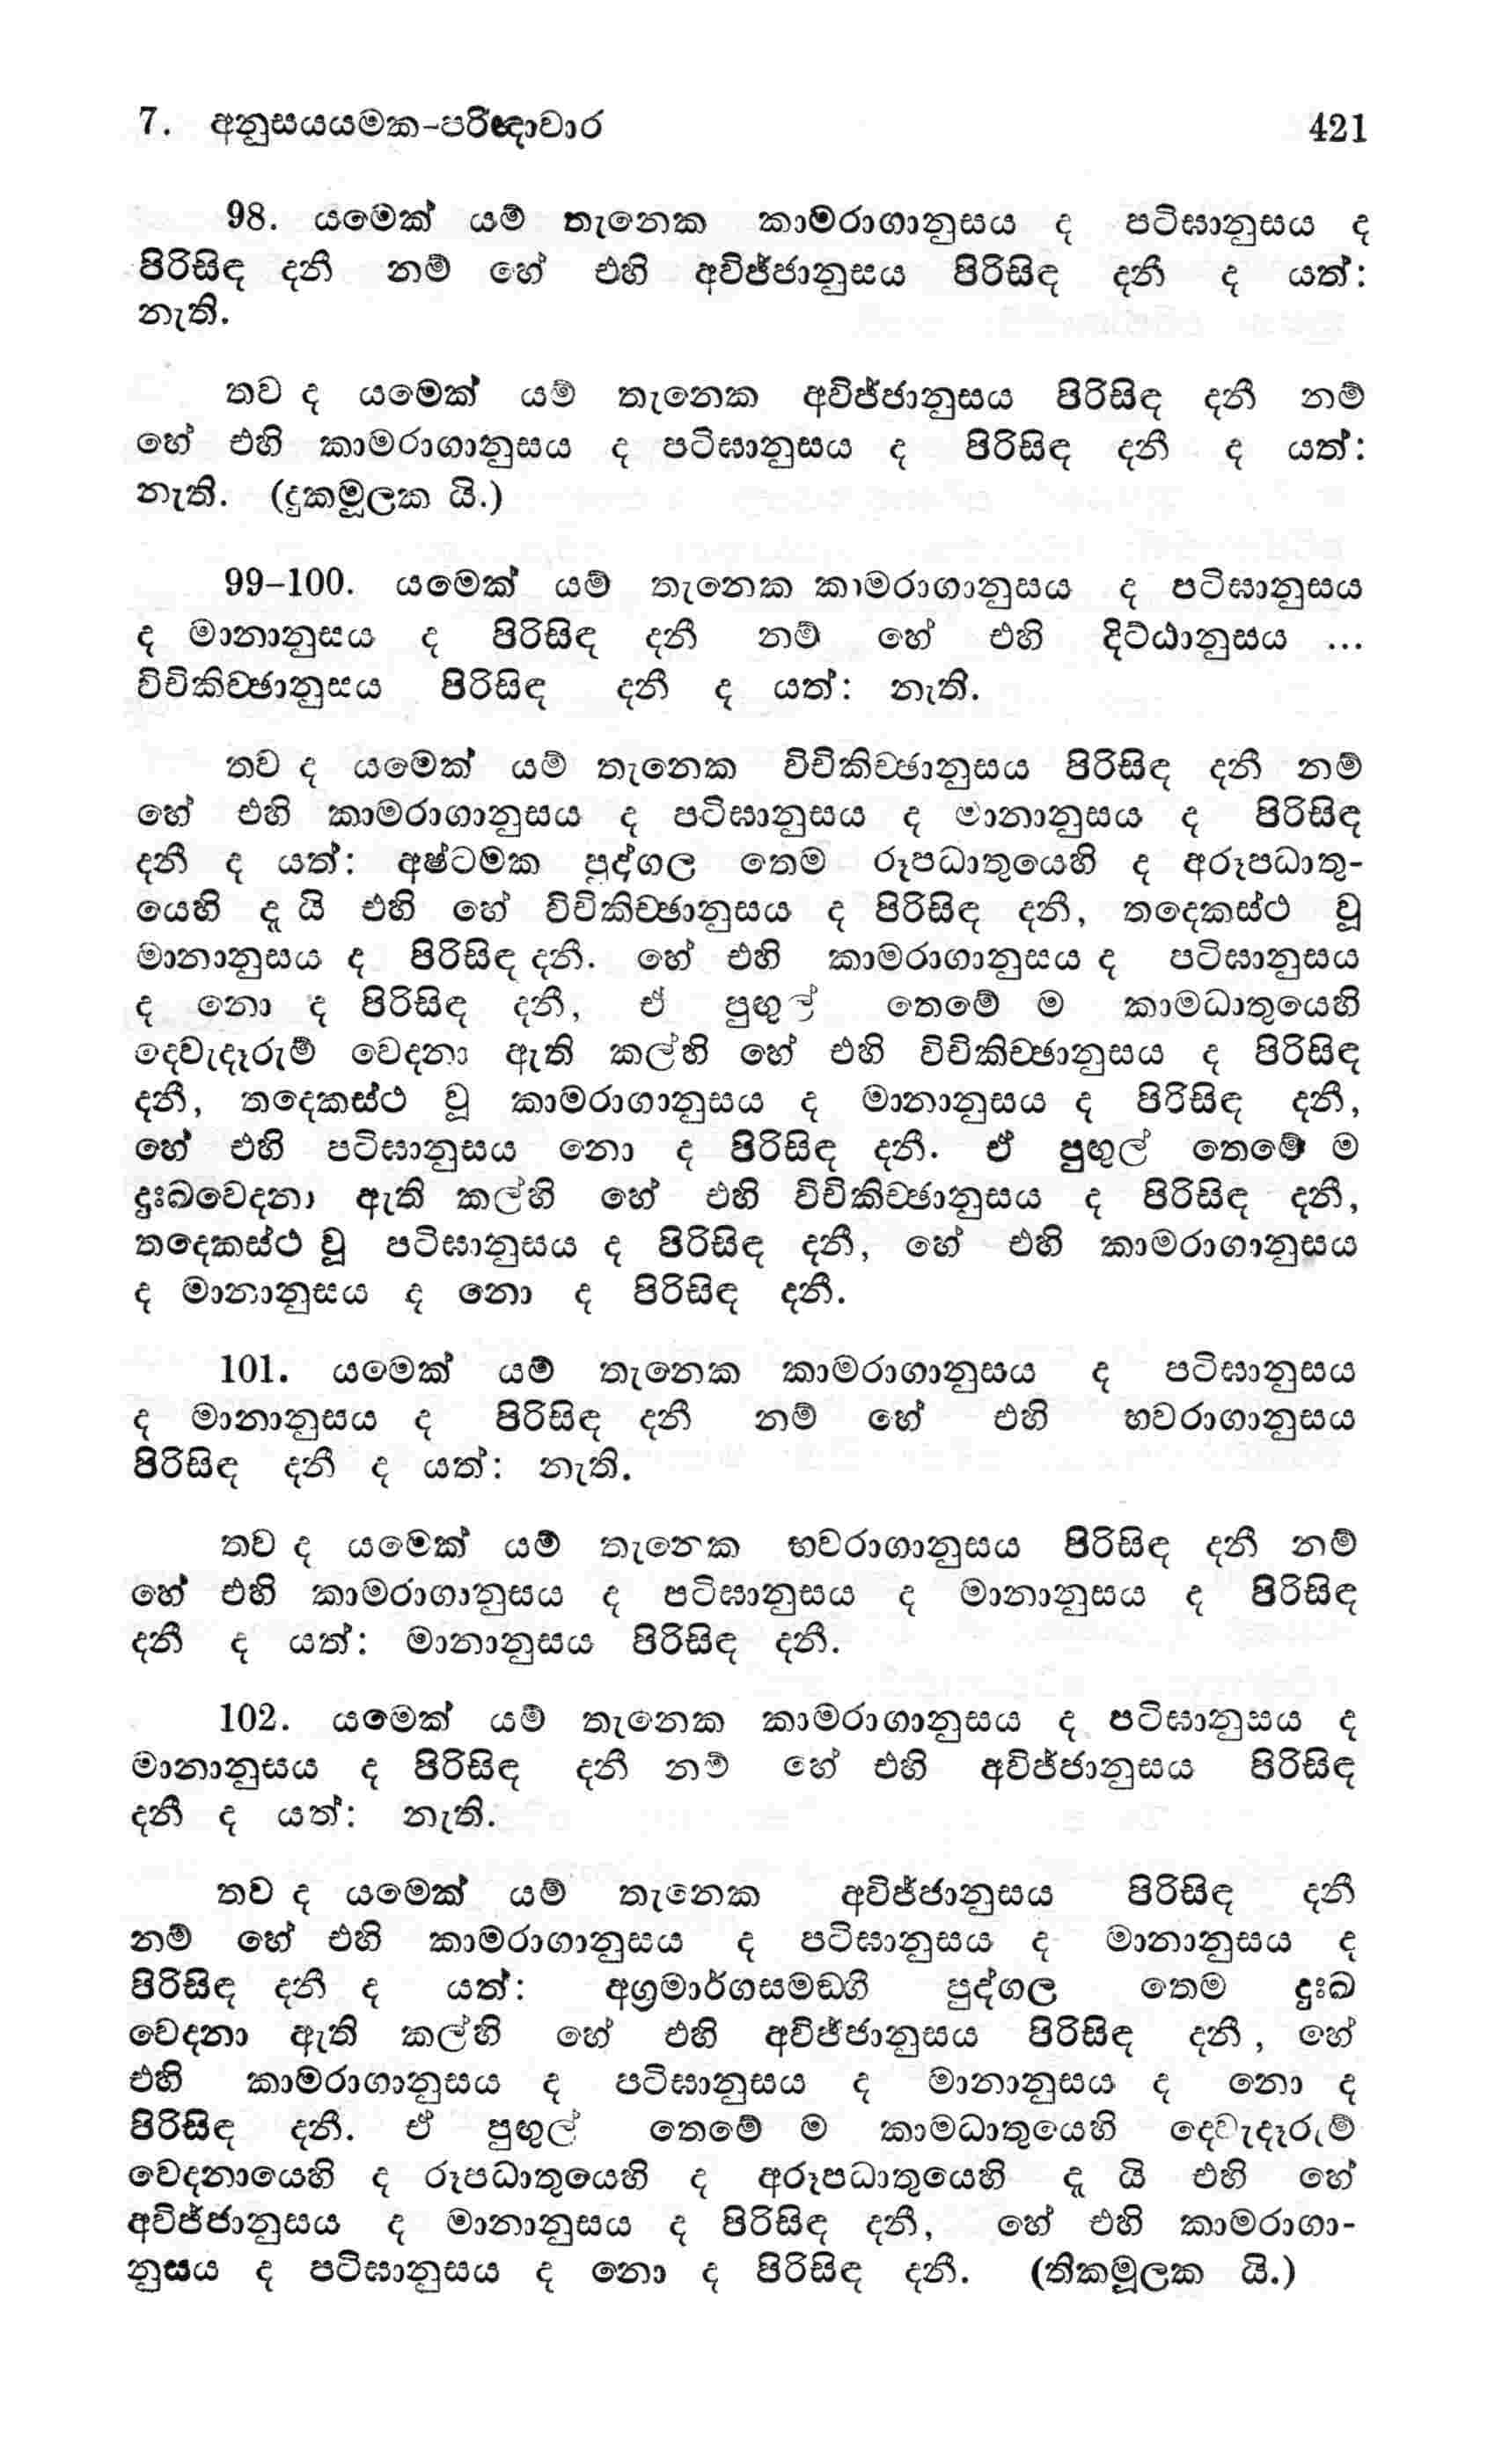 7. අනුසයයමක-පරිඤාවාර 421
98. යමෙක් යම් තැනෙක කාමරාගානුසය ද පටිඝානුසය ද
පිරිසිඳ දනී නම් හේ එහි අවිජ්ජානුසය පිරිසිඳ දනී ද යත්:
නැති.
තව ද යමෙක් යම් තැනෙක අවිජ්ජානුසය පිරිසිඳ දනී නම්
හේ එහි කාමරාගානුසය ද පටිඝානුසය ද පිරිසිඳ දනී ද යත්:
නැති. (දුකමූලක යි.)
99-100. යමෙක් යම් තැනෙක කාමරාගානුසය ද පටිඝානුසය
ද මානානුසය ද පිරිසිඳ දනී නම් හේ එහි දිට්ඨානුසය ...
විචිකිච්ඡානුසය පිරිසිඳ දනී ද යත්: නැති.
තව ද යමෙක් යම් තැනෙක විචිකිච්ඡානුසය පිරිසිඳ දනී නම්
හේ එහි කාමරාගානුසය ද පටිඝානුසය ද මානානුසය ද පිරිසිඳ
දනී ද යත්: අෂ්ටමක පුද්ගල තෙම රූපධාතුයෙහි ද අරූපධාතු-
යෙහි දැ යි එහි හේ විචිකිච්ඡානුසය ද පිරිසිඳ දනී, තදෙකස්ථ වූ
මානානුසය ද පිරිසිඳ දනී. හේ එහි කාමරාගානුසය ද පටිඝානුසය
ද නො ද පිරිසිඳ දනී, ඒ පුඟුල් තෙමේ ම කාමධාතුයෙහි
දෙවැදෑරුම් වෙදනා ඇති කල්හි හේ එහි විචිකිච්ඡානුසය ද පිරිසිඳ
දනී, තදෙකස්ථ වූ කාමරාගානුසය ද මානානුසය ද පිරිසිඳ දනී,
හේ එහි පටිඝානුසය නො ද පිරිසිඳ දනී. ඒ පුඟුල් තෙමේ ම
දුඃඛවෙදනා ඇති කල්හි හේ එහි විචිකිච්ඡානුසය ද පිරිසිඳ දනී,
තදෙකස්ථ වූ පටිඝානුසය ද පිරිසිඳ දනී, හේ එහි කාමරාගානුසය
ද මානානුසය ද නො ද පිරිසිඳ දනී.
101. යමෙක් යම් තැනෙක කාමරාගානුසය ද පටිඝානුසය
ද මානානුසය ද පිරිසිඳ දනී නම් හේ එහි භවරාගානුසය
පිරිසිඳ දනී ද යත්: නැති.
තව ද යමෙක් යම් තැනෙක භවරාගානුසය පිරිසිඳ දනී නම්
හේ එහි කාමරාගානුසය ද පටිඝානුසය ද මානානුසය ද පිරිසිඳ
දනී ද යත්: මානානුසය පිරිසිඳ දනී.
102. යමෙක් යම් තැනෙක කාමරාගානුසය ද පටිඝානුසය ද
මානානුසය ද පිරිසිඳ දනී නම් හේ එහි අවිජ්ජානුසය පිරිසිඳ
දනී ද යත්: නැති.
තව ද යමෙක් යම් තැනෙක අවිජ්ජානුසය පිරිසිඳ දනී
නම් හේ එහි කාමරාගානුසය ද පටිඝානුසය ද මානානුසය ද
පිරිසිඳ දනී ද යත්: අග්‍රමාර්ගසමඞ්ගී පුද්ගල තෙම දුඃඛ
වෙදනා ඇති කල්හි හේ එහි අවිජ්ජානුසය පිරිසිඳ දනී, හේ
එහි කාමරාගානුසය ද පටිඝානුසය ද මානානුසය ද නො ද
පිරිසිඳ දනී. ඒ පුඟුල් තෙමේ ම කාමධාතුයෙහි දෙවැදෑරුම්
වෙදනායෙහි ද රූපධාතුයෙහි ද අරූපධාතුයෙහි දැ යි එහි හේ
අවිජ්ජානුසය ද මානානුසය ද පිරිසිඳ දනී, හේ එහි කාමරාගා-
නුසය ද පටිඝානුසය ද නො ද පිරිසිඳ දනී. (තිකමූලක යි.)